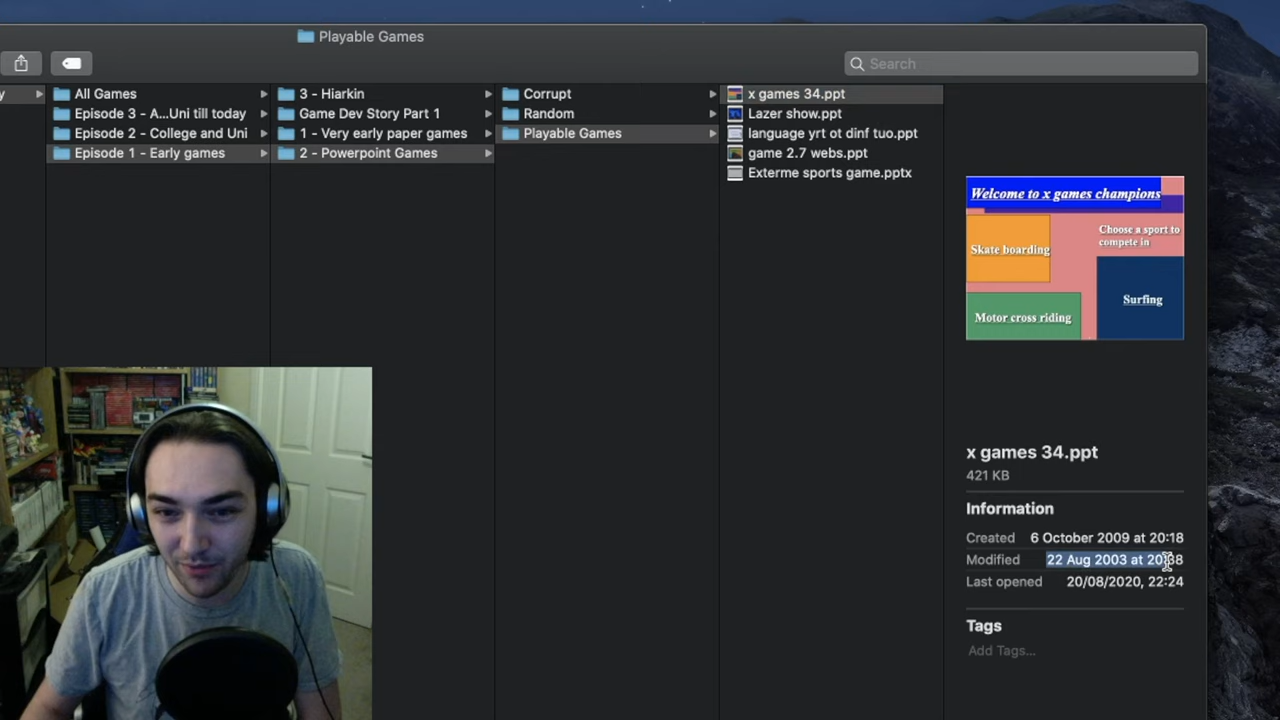 Playable Games
Search
y
All Games
Episode 3 - A...Uni till today
Episode 2 - College and Uni
Episode 1 - Early games
3 - Hiarkin
Game Dev Story Part 1
1 - Very early paper games
2 - Powerpoint Games
Corrupt
Random
Playable Games
x games 34.ppt
Lazer show.ppt
language yrt ot dinf tuo.ppt
game 2.7 webs.ppt
Exterme sports game.pptx
Welcome to x games champions
Choose a sport to
compete in
Skate boarding
Surfing
Motor cross riding
x games 34.ppt
421 KB
Information
Created 6 October 2009 at 20:18
Modified 22 Aug 2003 at 20:38
Last opened 20/08/2020, 22:24
Tags
Add Tags...